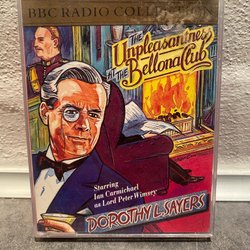 BBC RADIO COLLECTION
The
Unpleasantness
AT THE
Bellona Club
Starring
Ian Carmichael
as Lord Peter Wimsey
DOROTHY L. SAYERS